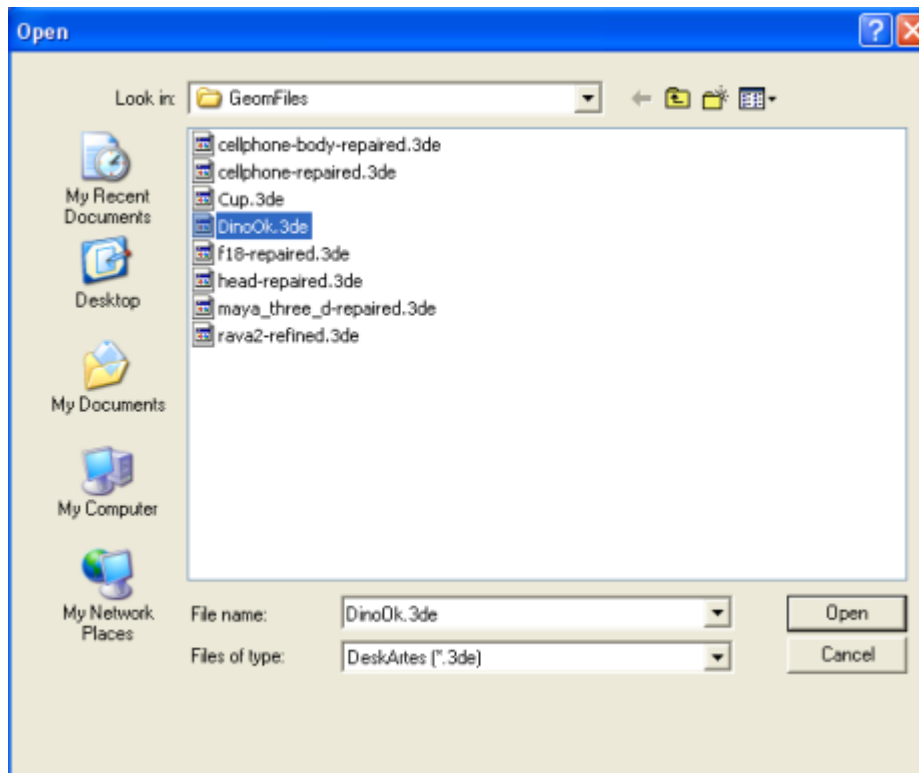 Open
Look in:
GeomFiles
cellphone-body-repaired.3de
cellphone-repaired.3de
Cup.3de
DinoOk.3de
f18-repaired.3de
head-repaired.3de
maya_three_d-repaired.3de
rava2-refined.3de
My Recent
Documents
Desktop
My Documents
My Computer
My Network
Places
File name:
DinoOk.3de
Open
Files of type:
DeskArtes (*.3de)
Cancel